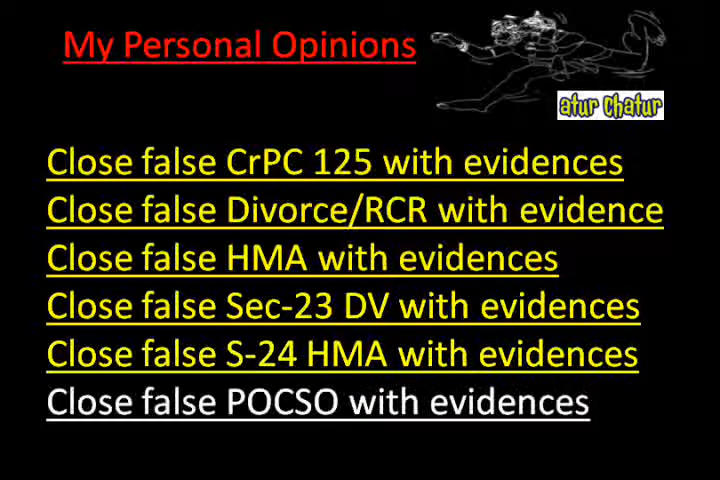 My Personal Opinions
atur chatur
Close false CrPC 125 with evidences
Close false Divorce/RCR with evidence
Close false HMA with evidences
Close false Sec-23 DV with evidences
Close false S-24 HMA with evidences
Close false POCSO with evidences